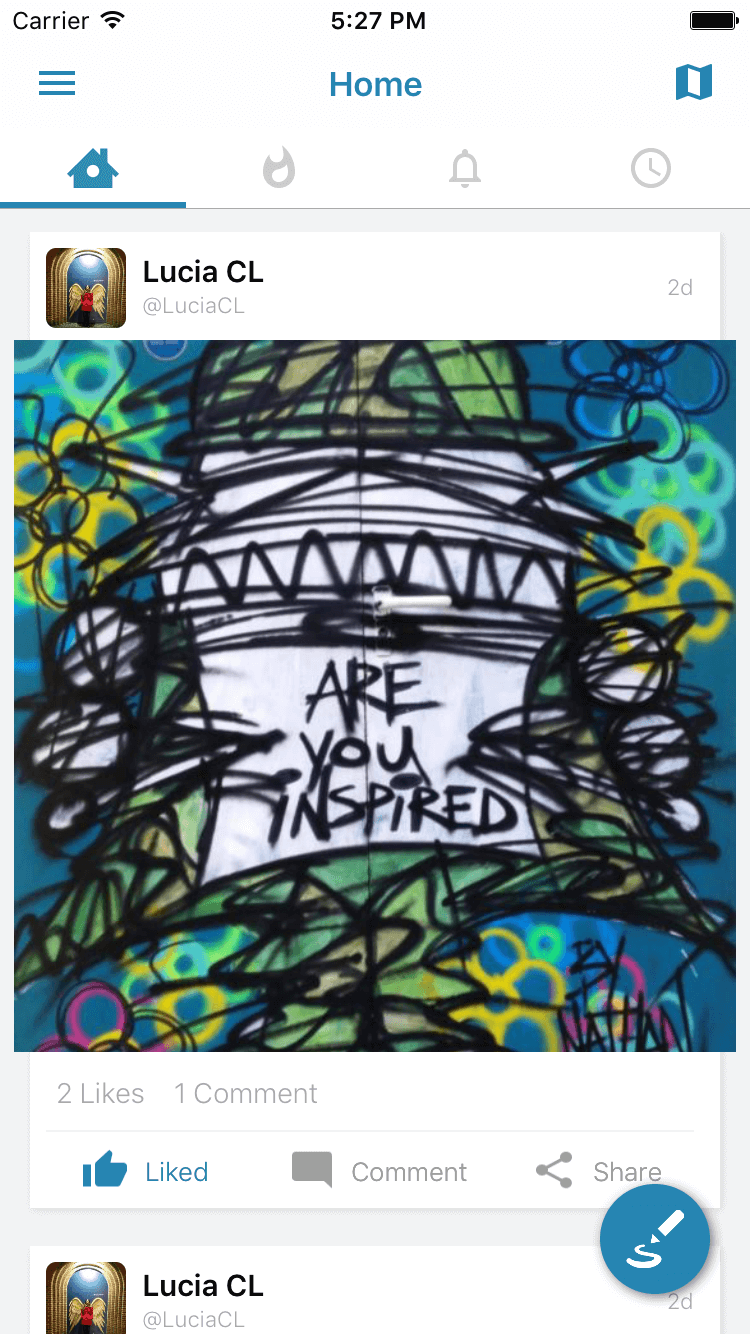 Carrier 5:27 PM
Home
Lucia CL
@LuciaCL
2d
ARE
YOU
INSPIRED
BY
NATHAN
2 Likes 1 Comment
Liked Comment Share
Lucia CL
@LuciaCL
2d